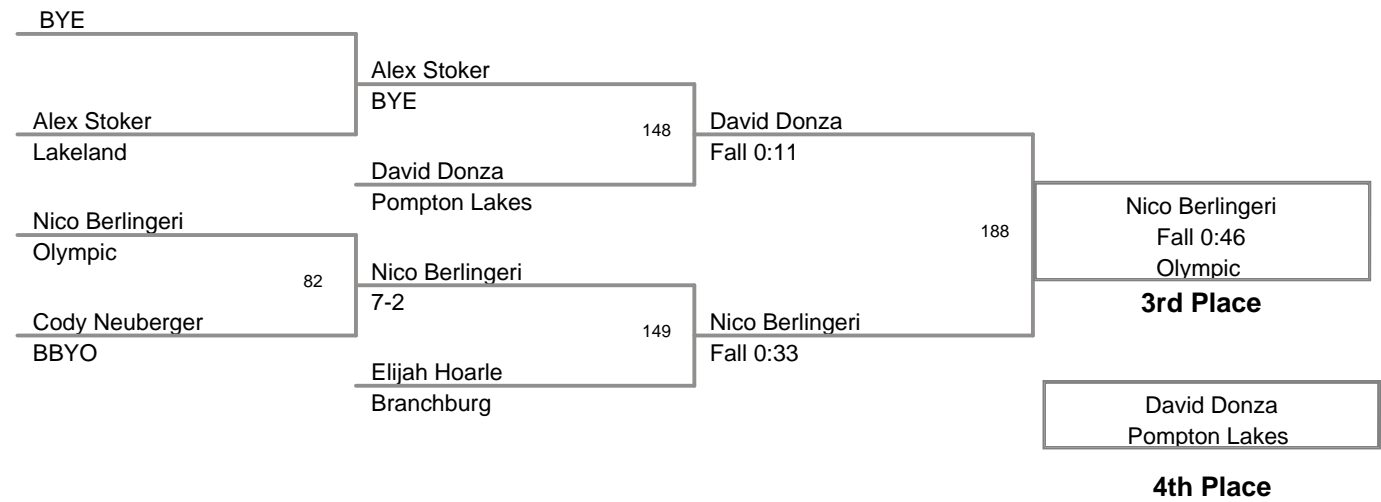 BYE
Alex Stoker
Lakeland
Nico Berlingeri
Olympic
82
Cody Neuberger
BBYO
Alex Stoker
BYE
148
David Donza
Pompton Lakes
Nico Berlingeri
7-2
149
Elijah Hoarle
Branchburg
David Donza
Fall 0:11
188
Nico Berlingeri
Fall 0:33
Nico Berlingeri
Fall 0:46
Olympic
3rd Place
David Donza
Pompton Lakes
4th Place